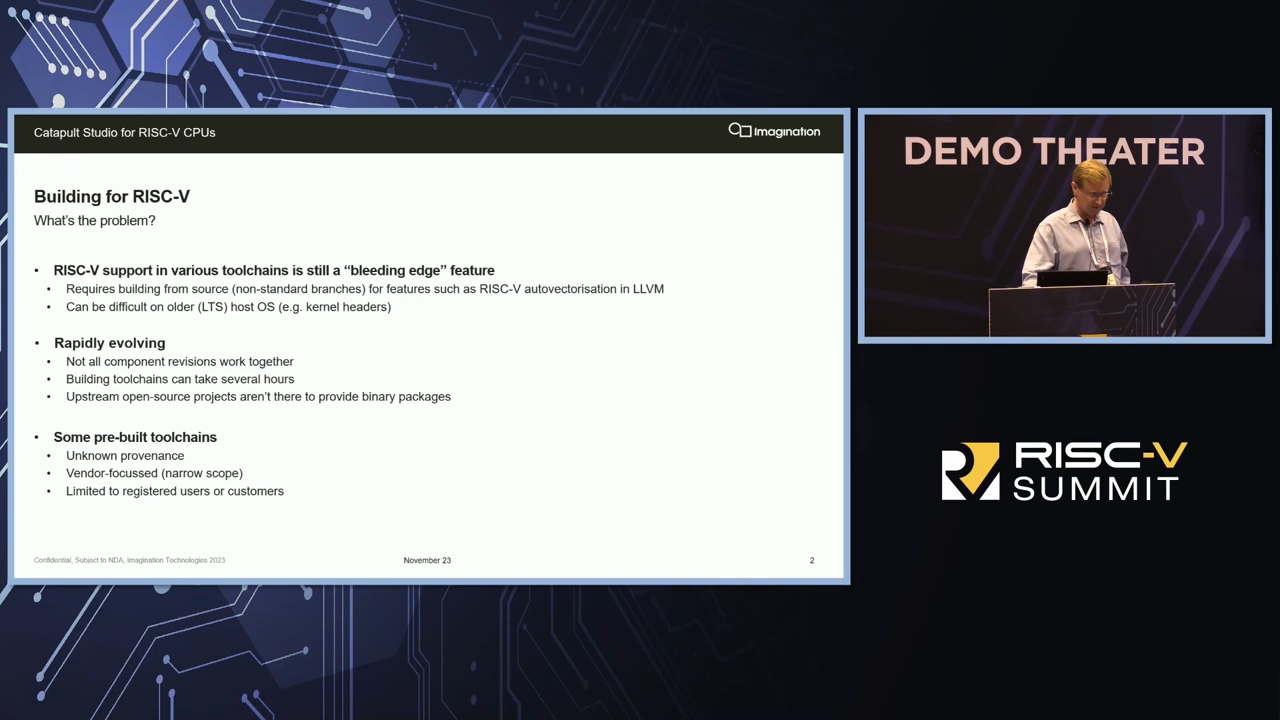 Catapult Studio for RISC-V CPUs
Imagination
Building for RISC-V
What's the problem?
• RISC-V support in various toolchains is still a “bleeding edge” feature
• Requires building from source (non-standard branches) for features such as RISC-V autovectorisation in LLVM
• Can be difficult on older (LTS) host OS (e.g. kernel headers)
• Rapidly evolving
• Not all component revisions work together
• Building toolchains can take several hours
• Upstream open-source projects aren't there to provide binary packages
• Some pre-built toolchains
• Unknown provenance
• Vendor-focussed (narrow scope)
• Limited to registered users or customers
Confidential, Subject to NDA, Imagination Technologies 2023
November 23
2
DEMO THEATER
RISC-V
SUMMIT